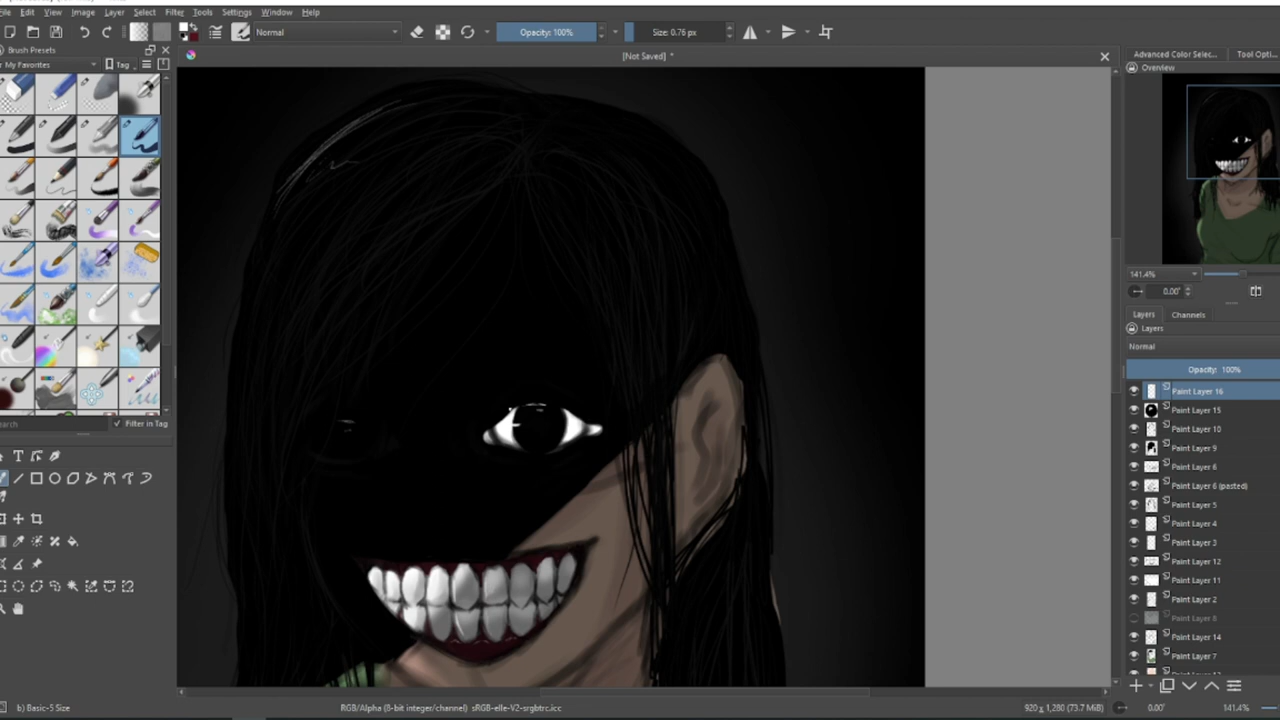 File Edit View Image Layer Select Filter Tools Settings Window Help
Normal
Opacity: 100%
Size: 0.76 px
Brush Presets
My Favorites
Tag
[Not Saved] *
Advanced Color Selec...
Tool Opti...
Overview
141.4%
0.00°
Layers
Channels
Layers
Normal
Opacity: 100%
Paint Layer 16
Paint Layer 15
Paint Layer 10
Paint Layer 9
Paint Layer 6
Paint Layer 6 (pasted)
Paint Layer 5
Paint Layer 4
Paint Layer 3
Paint Layer 12
Paint Layer 11
Paint Layer 2
Paint Layer 8
Paint Layer 14
Paint Layer 7
earch
Filter in Tag
b) Basic-5 Size
RGB/Alpha (8-bit integer/channel) sRGB-elle-V2-srgbtrc.icc
920 x 1,280 (73.7 MiB)
0.00°
141.4%